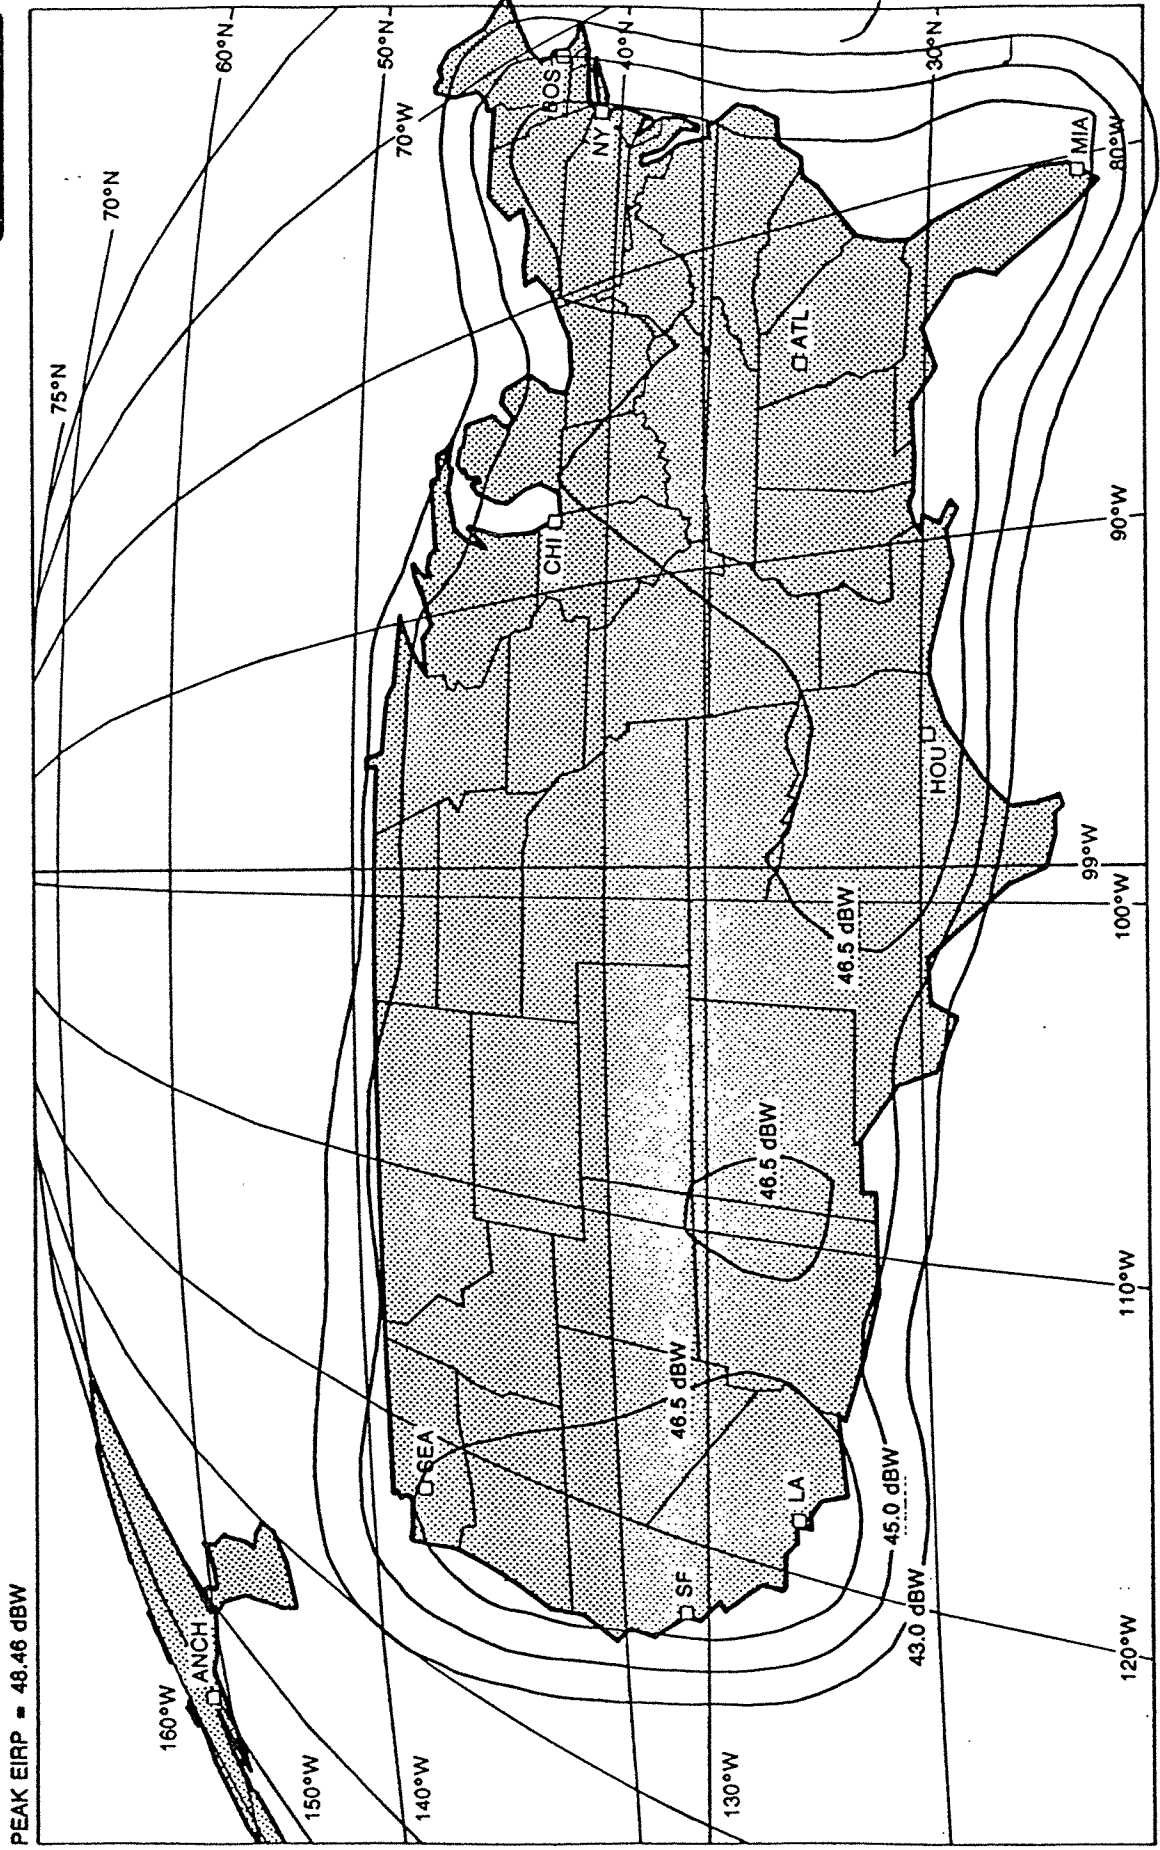 PEAK EIRP = 48.46 dBW
160°W
150°W
140°W
130°W
120°W
110°W
100°W
99°W
90°W
80°W
70°W
75°N
70°N
60°N
50°N
40°N
30°N
ANCH
SEA
SF
LA
CHI
HOU
ATL
BOS
NY
MIA
46.5 dBW
46.5 dBW
46.5 dBW
45.0 dBW
43.0 dBW